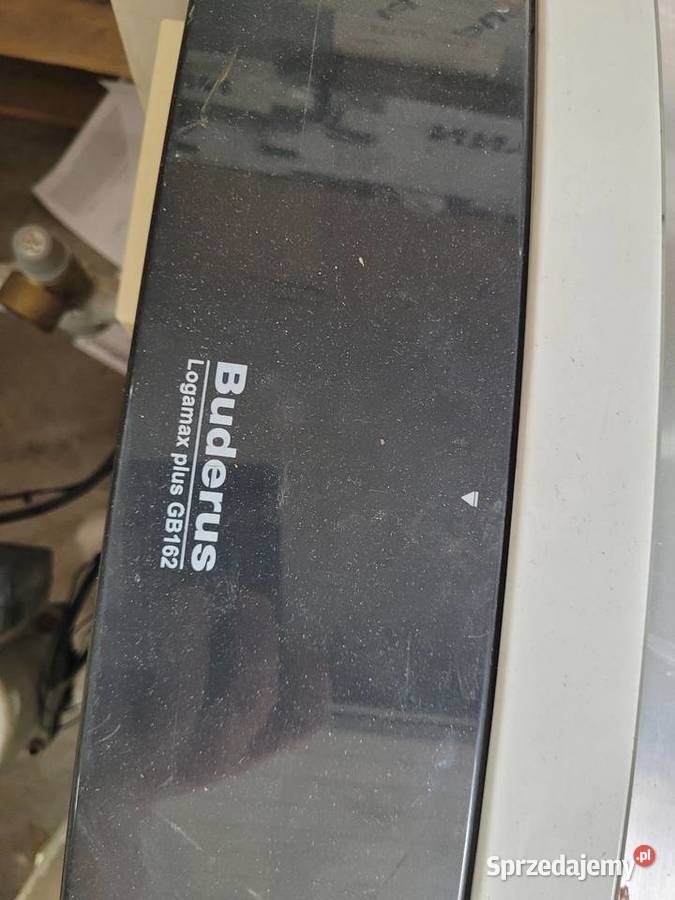 Buderus
Logamax plus GB162
Sprzedajemy.pl